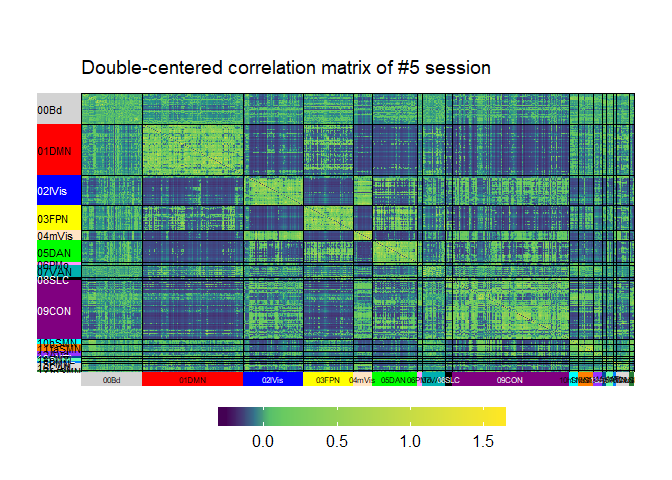 Double-centered correlation matrix of #5 session
00Bd
01DMN
02lVis
03FPN
04mVis
05DAN
07VAN
08SLC
09CON
00Bd
01DMN
02lVis
03FPN
04mVis
05DAN
08SLC
09CON
0.0
0.5
1.0
1.5